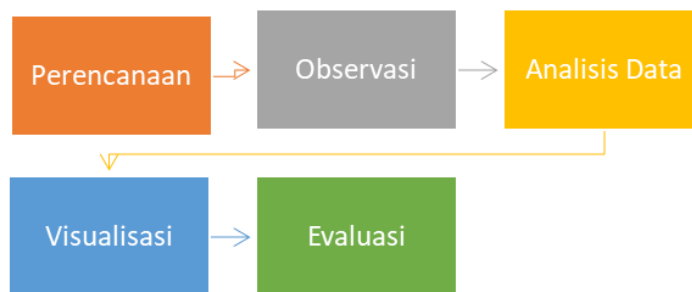 Perencanaan
Observasi
Analisis Data
Visualisasi
Evaluasi